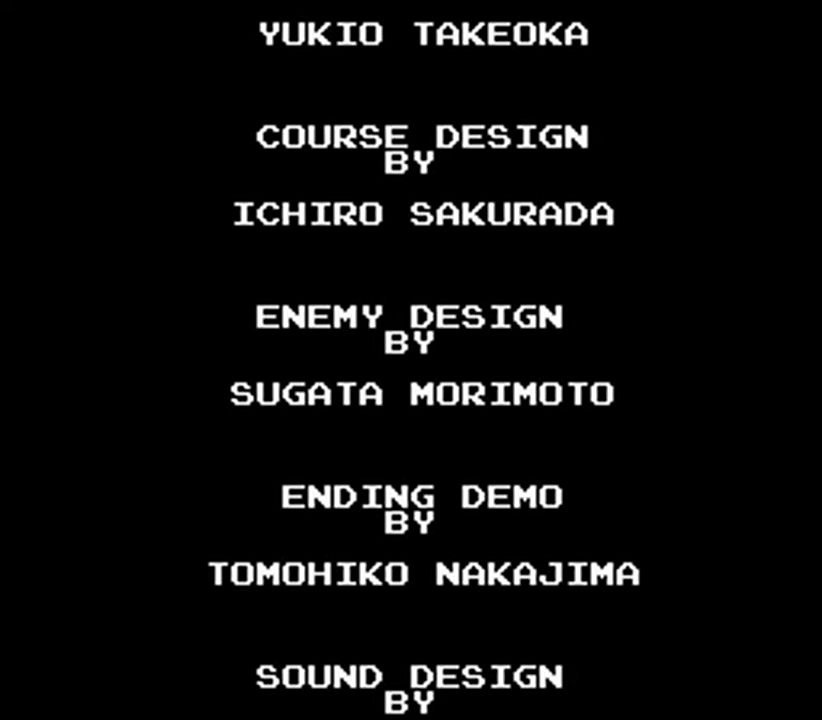 YUKIO TAKEOKA
COURSE DESIGN
BY
ICHIRO SAKURADA
ENEMY DESIGN
BY
SUGATA MORIMOTO
ENDING DEMO
BY
TOMOHIKO NAKAJIMA
SOUND DESIGN
BY